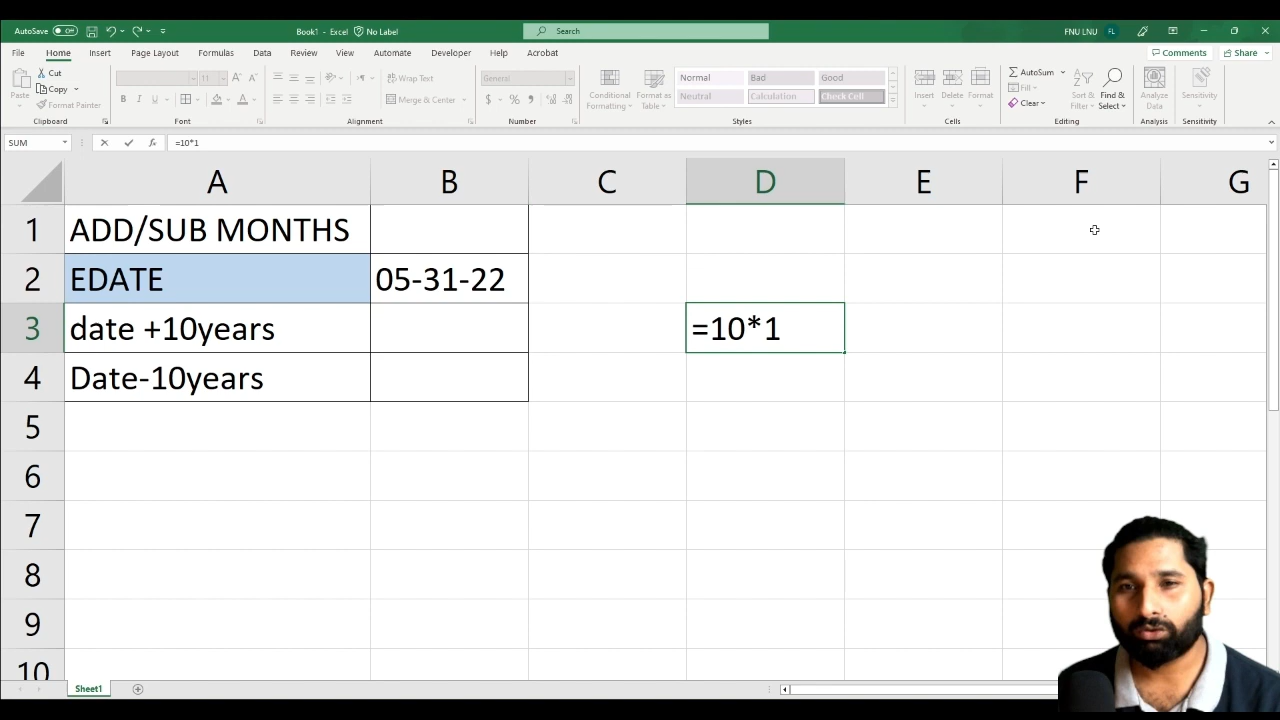 AutoSave Off Book1 - Excel No Label Search FNU LNU FL
File Home Insert Page Layout Formulas Data Review View Automate Developer Help Acrobat Comments Share
Paste Cut Copy Format Painter Clipboard
11 A A B I U A Font
Wrap Text Merge & Center Alignment
General $ % Number
Conditional Formatting Format as Table
Normal Bad Good
Neutral Calculation Check Cell
Styles
Insert Delete Format Cells
AutoSum Fill Clear Sort & Filter Find & Select Editing
Analyze Data Analysis
Sensitivity Sensitivity
SUM fx =10*1
A B C D E F G
1 ADD/SUB MONTHS
2 EDATE 05-31-22
3 date +10years =10*1
4 Date-10years
5
6
7
8
9
10
Sheet1